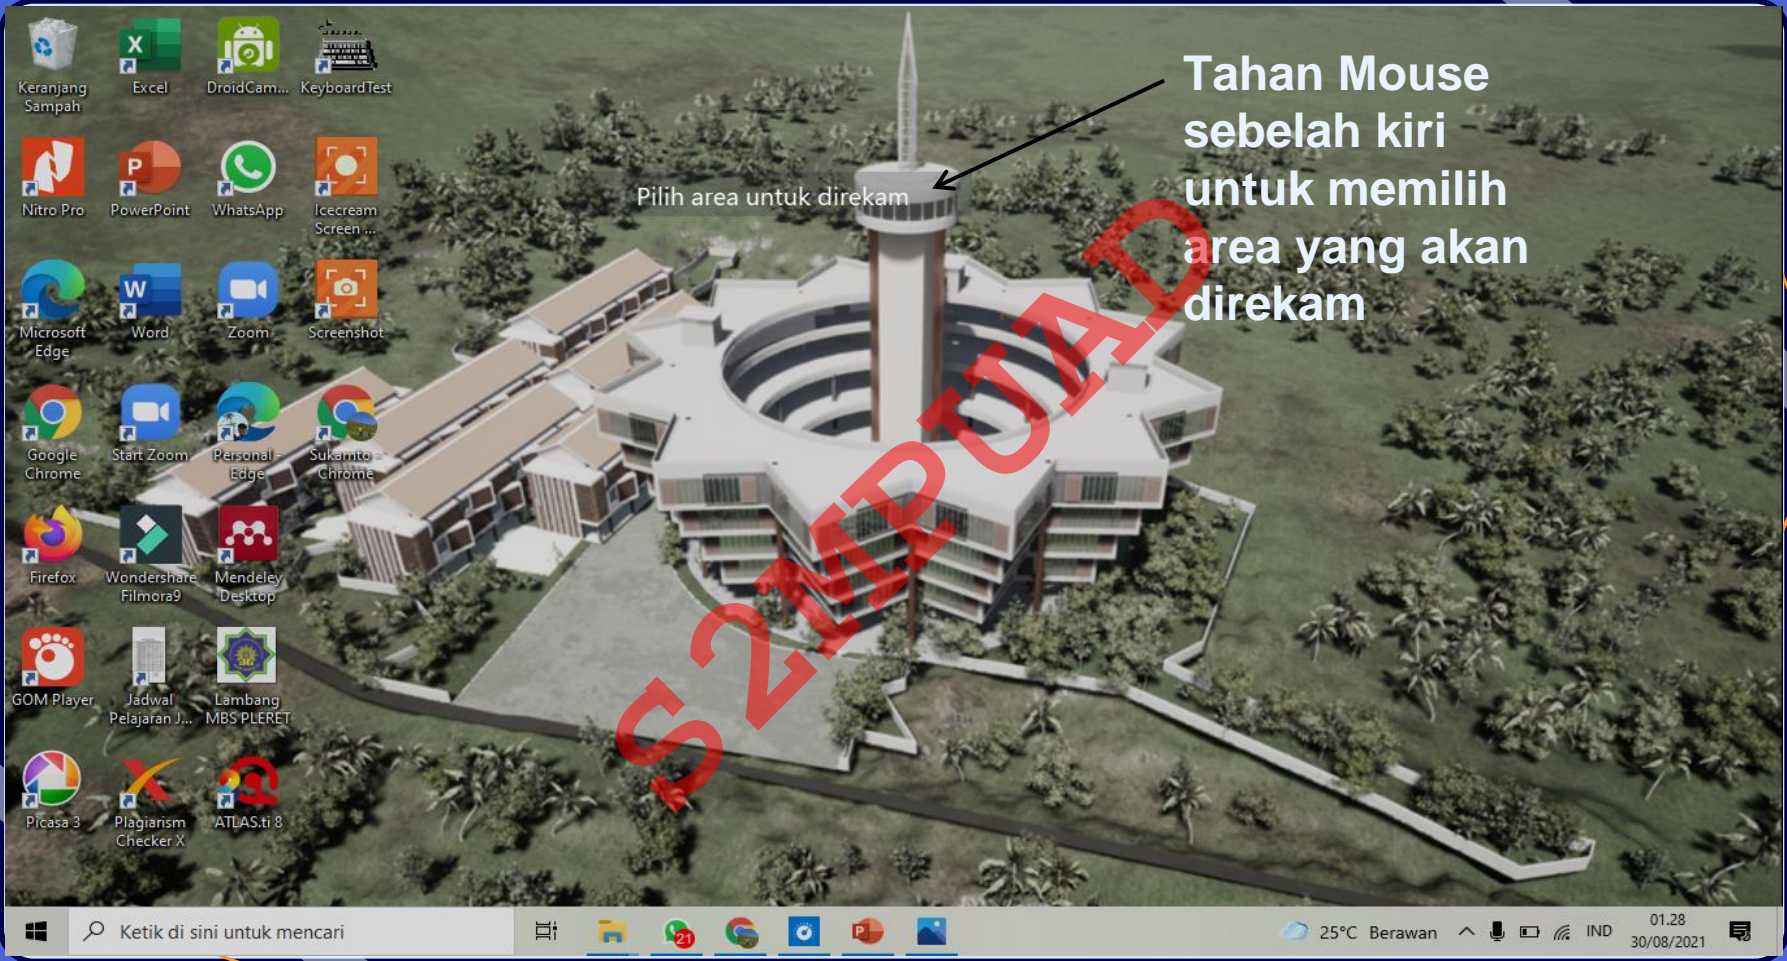 Keranjang
Sampah
Excel
DroidCam...
KeyboardTest
Nitro Pro
PowerPoint
WhatsApp
Icecream
Screen ...
Microsoft
Edge
Word
Zoom
Screenshot
Google
Chrome
Start Zoom
Personal -
Edge
Sukamto -
Chrome
Firefox
Wondershare
Filmora9
Mendeley
Desktop
GOM Player
Jadwal
Pelajaran J...
Lambang
MBS PLERET
Picasa 3
Plagiarism
Checker X
ATLAS.ti 8
Pilih area untuk direkam
Tahan Mouse
sebelah kiri
untuk memilih
area yang akan
direkam
S2MPUAD
Ketik di sini untuk mencari
21
25°C Berawan
IND
01.28
30/08/2021